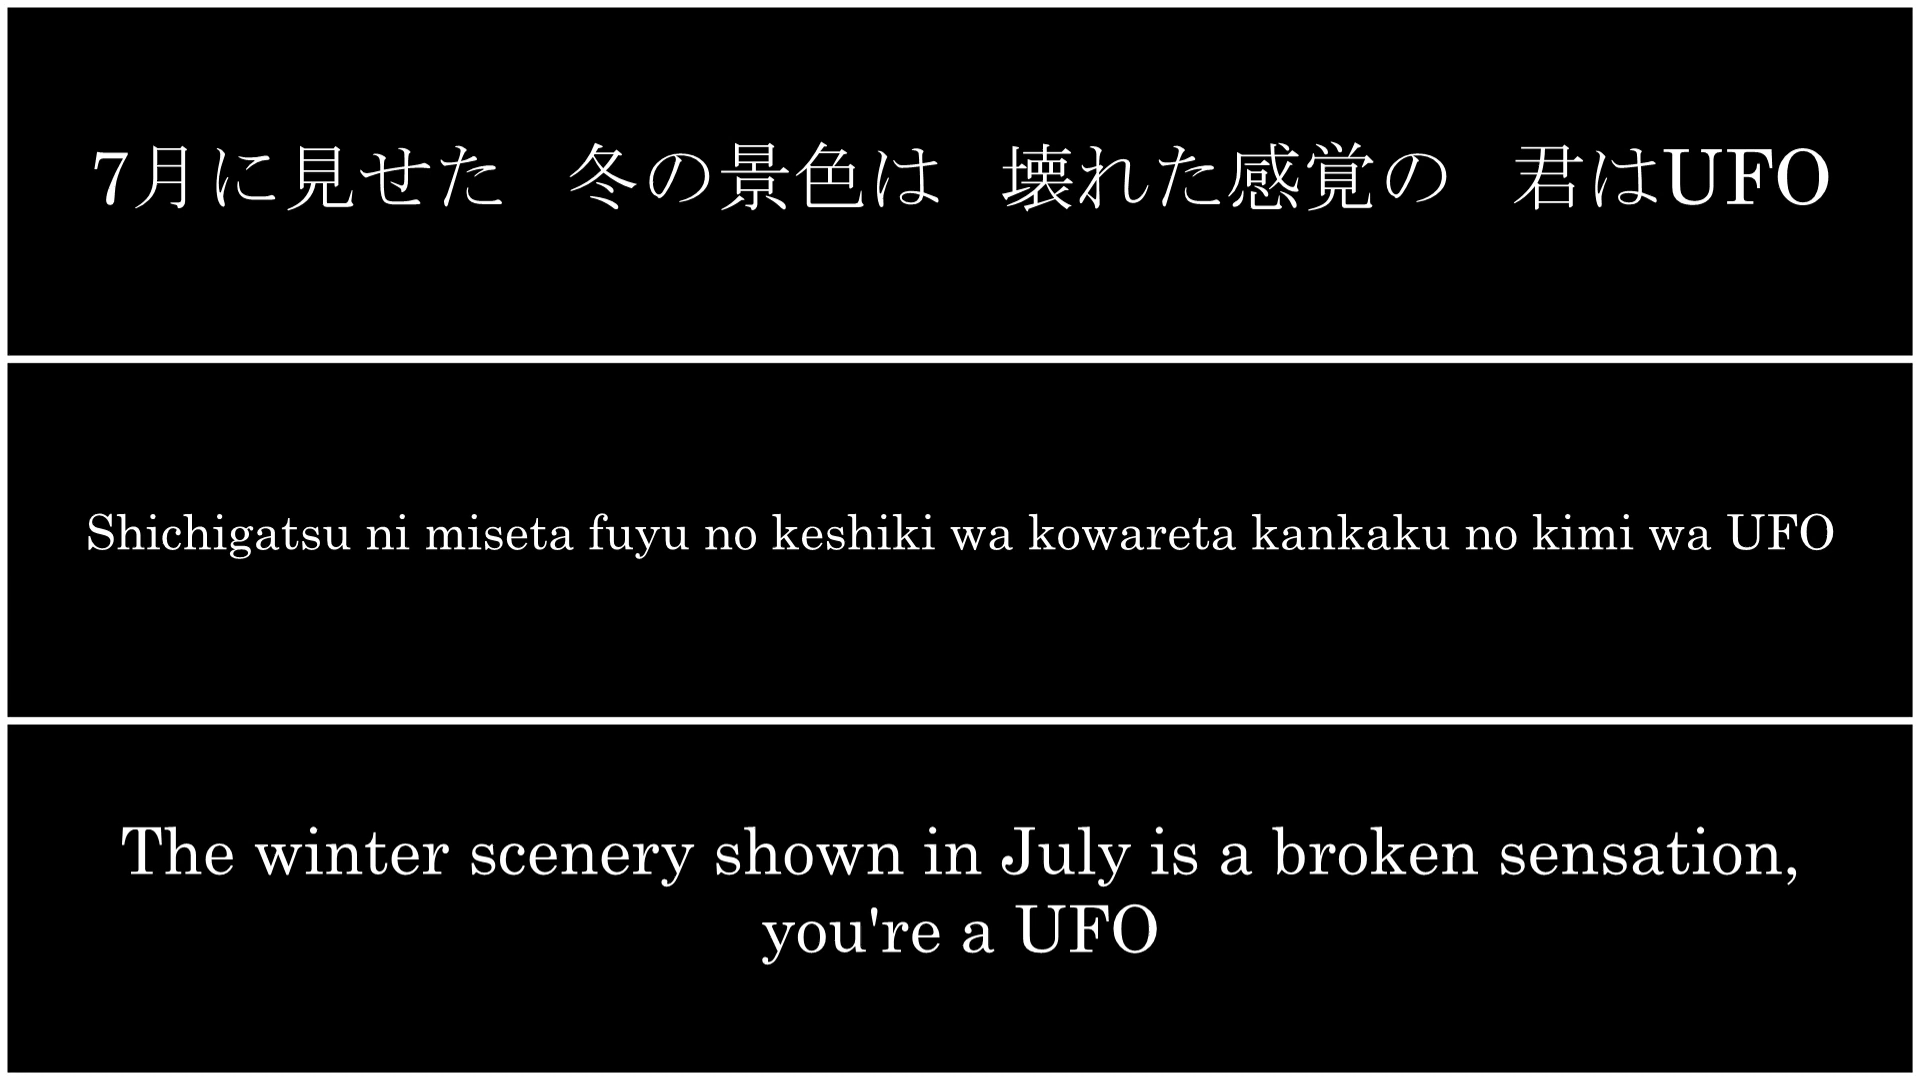 7月に見せた　冬の景色は　壊れた感覚の　君はUFO
Shichigatsu ni miseta fuyu no keshiki wa kowareta kankaku no kimi wa UFO
The winter scenery shown in July is a broken sensation,
you're a UFO